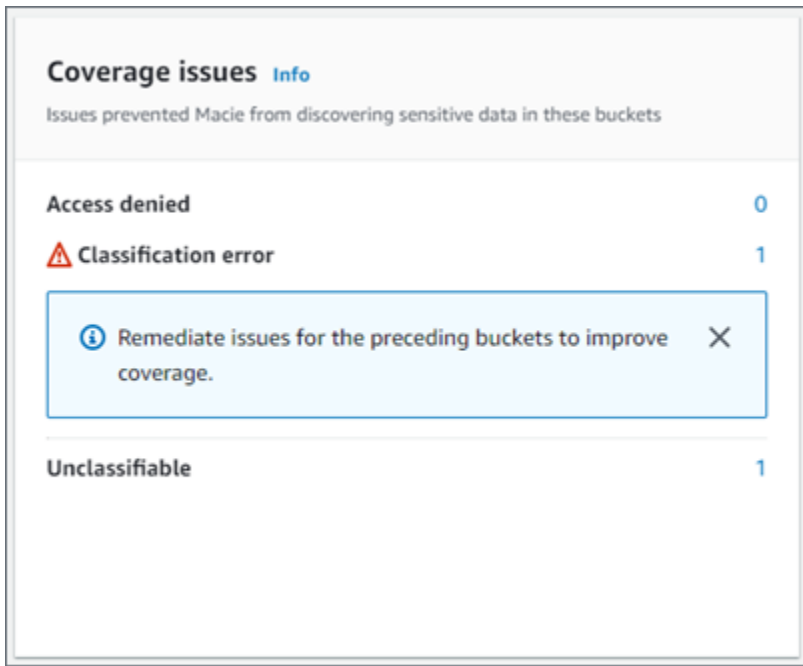 Coverage issues Info
Issues prevented Macie from discovering sensitive data in these buckets
Access denied 0
Classification error 1
Remediate issues for the preceding buckets to improve
coverage.
Unclassifiable 1